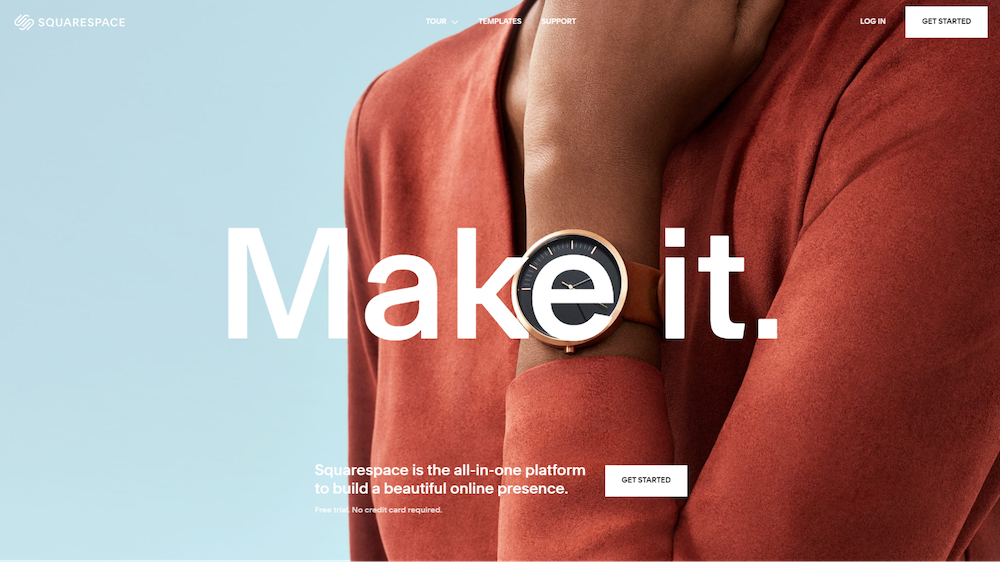 SQUARESPACE
TOUR
TEMPLATES
SUPPORT
LOG IN
GET STARTED
Make it.
Squarespace is the all-in-one platform
to build a beautiful online presence.
GET STARTED
Free trial. No credit card required.